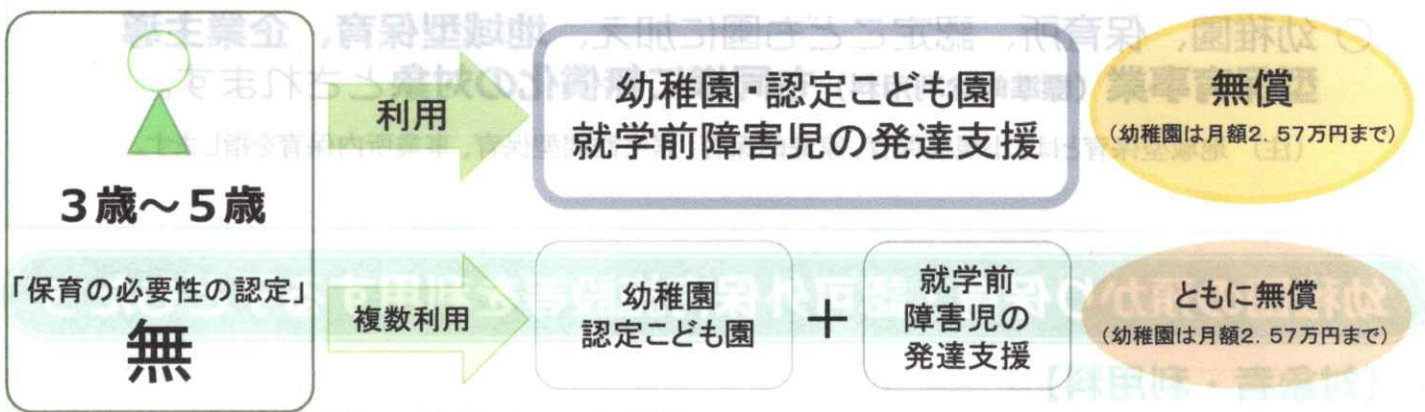 3歳～5歳
「保育の必要性の認定」
無
利用
幼稚園・認定こども園
就学前障害児の発達支援
無償
(幼稚園は月額2. 57万円まで)
複数利用
幼稚園
認定こども園
+
就学前
障害児の
発達支援
ともに無償
(幼稚園は月額2. 57万円まで)